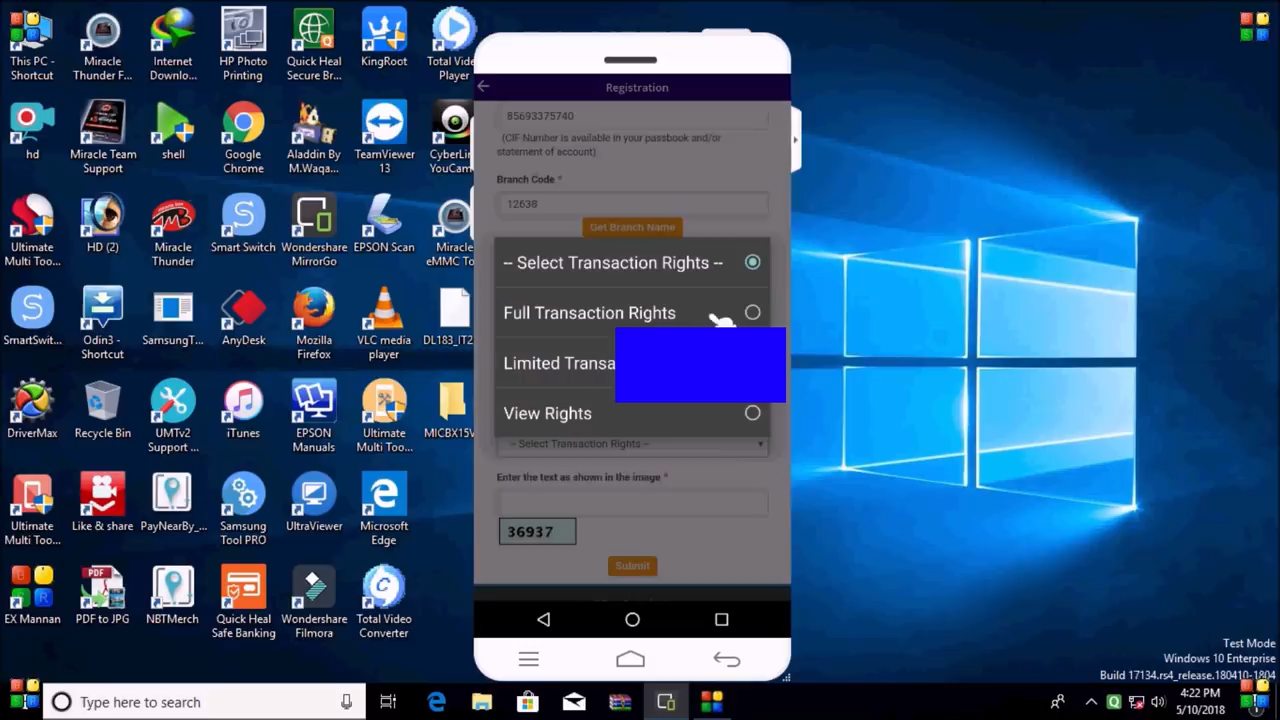 This PC -
Shortcut
Miracle
Thunder F...
Internet
Downlo...
HP Photo
Printing
Quick Heal
Secure Br...
KingRoot
Total Video
Player
hd
Miracle Team
Support
shell
Google
Chrome
Aladdin By
M.Waqa...
TeamViewer
13
CyberLin
YouCam
Ultimate
Multi Too...
HD (2)
Miracle
Thunder
Smart Switch
Wondershare
MirrorGo
EPSON Scan
Miracle
eMMC To
SmartSwit...
Odin3 -
Shortcut
SamsungT...
AnyDesk
Mozilla
Firefox
VLC media
player
DL183_IT2
DriverMax
Recycle Bin
UMTv2
Support ...
iTunes
EPSON
Manuals
Ultimate
Multi Too...
MICBX15V
Ultimate
Multi Too...
Like & share
PayNearBy_...
Samsung
Tool PRO
UltraViewer
Microsoft
Edge
EX Mannan
PDF
PDF to JPG
NBTMerch
Quick Heal
Safe Banking
Wondershare
Filmora
Total Video
Converter
Registration
85693375740
(CIF Number is available in your passbook and/or
statement of account)
Branch Code *
12638
Get Branch Name
-- Select Transaction Rights --
Full Transaction Rights
Limited Transa
View Rights
-- Select Transaction Rights --
Enter the text as shown in the image *
36937
Submit
Test Mode
Windows 10 Enterprise
Build 17134.rs4_release.180410-1804
Type here to search
4:22 PM
5/10/2018